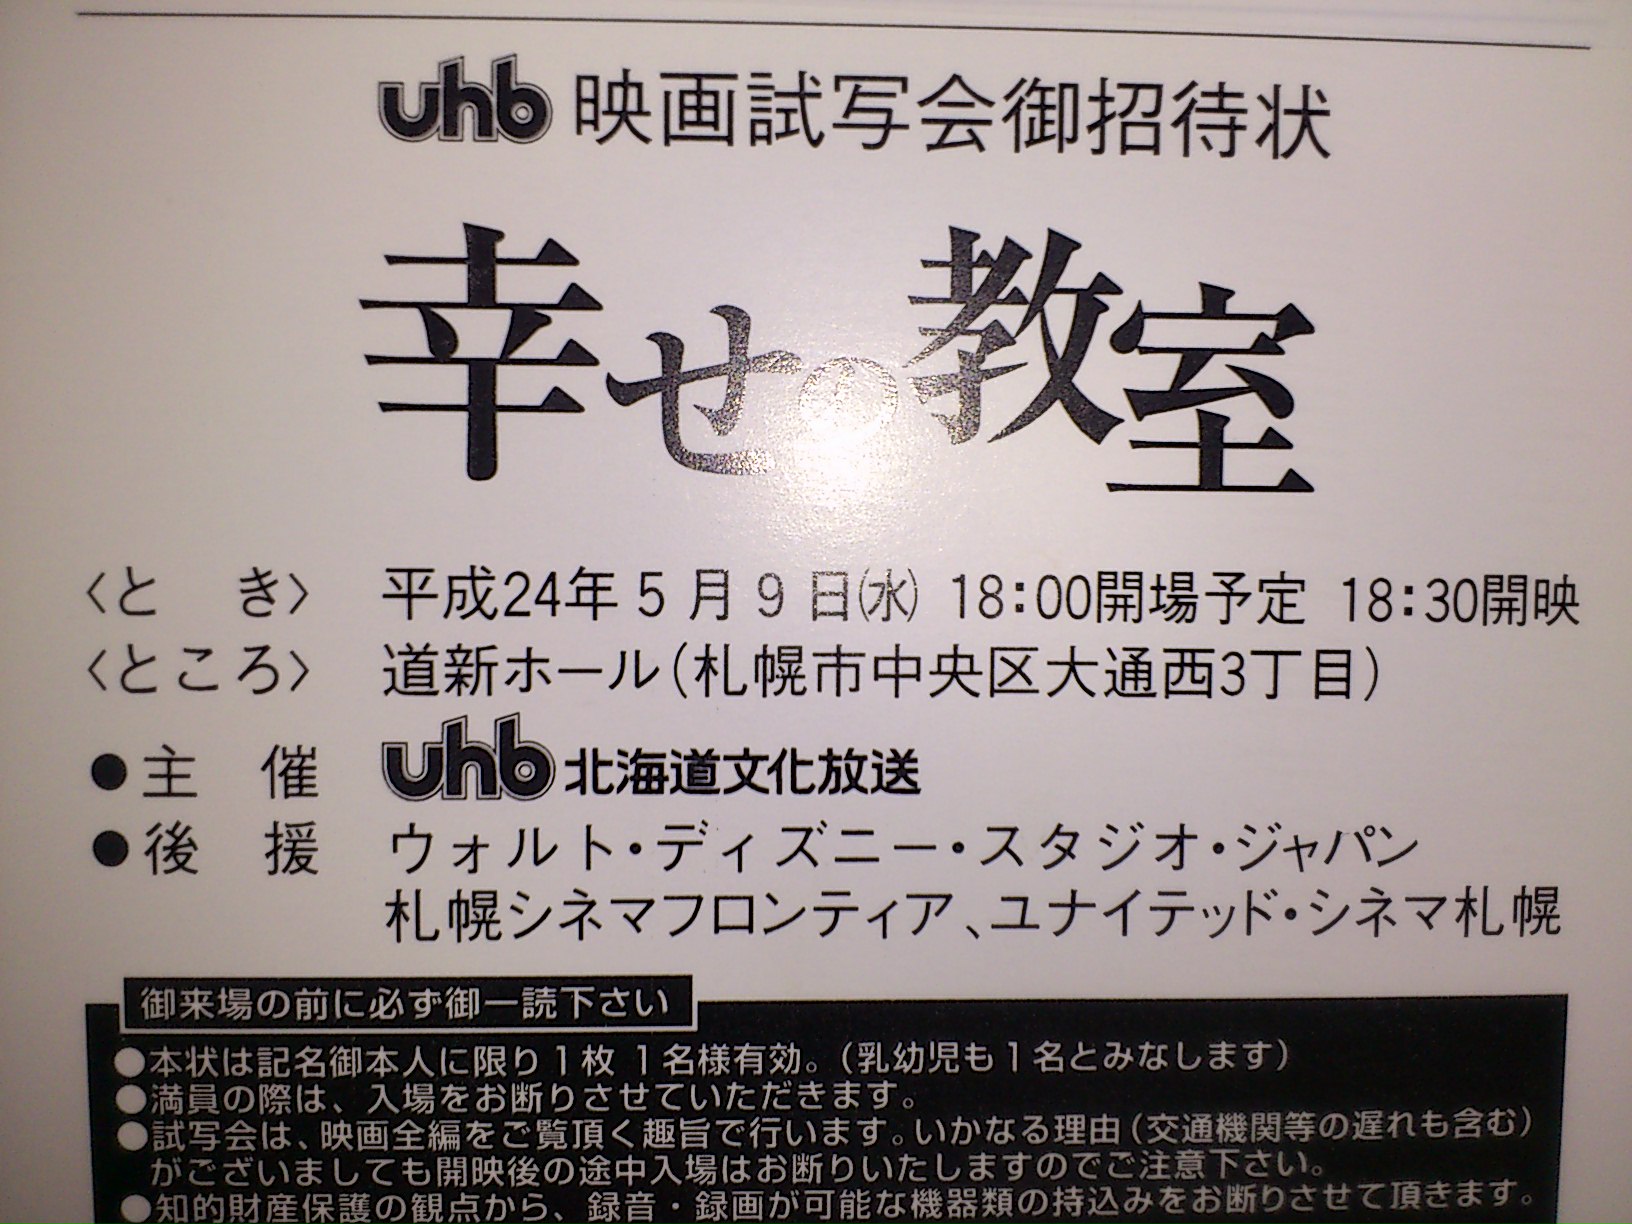 uhb 映画試写会御招待状
幸せの教室
〈とき〉 平成24年5月9日(水) 18:00開場予定 18:30開映
〈ところ〉 道新ホール(札幌市中央区大通西3丁目)
●主催 uhb 北海道文化放送
●後援 ウォルト・ディズニー・スタジオ・ジャパン
札幌シネマフロンティア、ユナイテッド・シネマ札幌
御来場の前に必ず御一読下さい
●本状は記名御本人に限り1枚1名様有効。(乳幼児も1名とみなします)
●満員の際は、入場をお断りさせていただきます。
●試写会は、映画全編をご覧頂く趣旨で行います。いかなる理由(交通機関等の遅れも含む)
がございましても開映後の途中入場はお断りいたしますのでご注意下さい。
●知的財産保護の観点から、録音・録画が可能な機器類の持込みをお断りさせて頂きます。